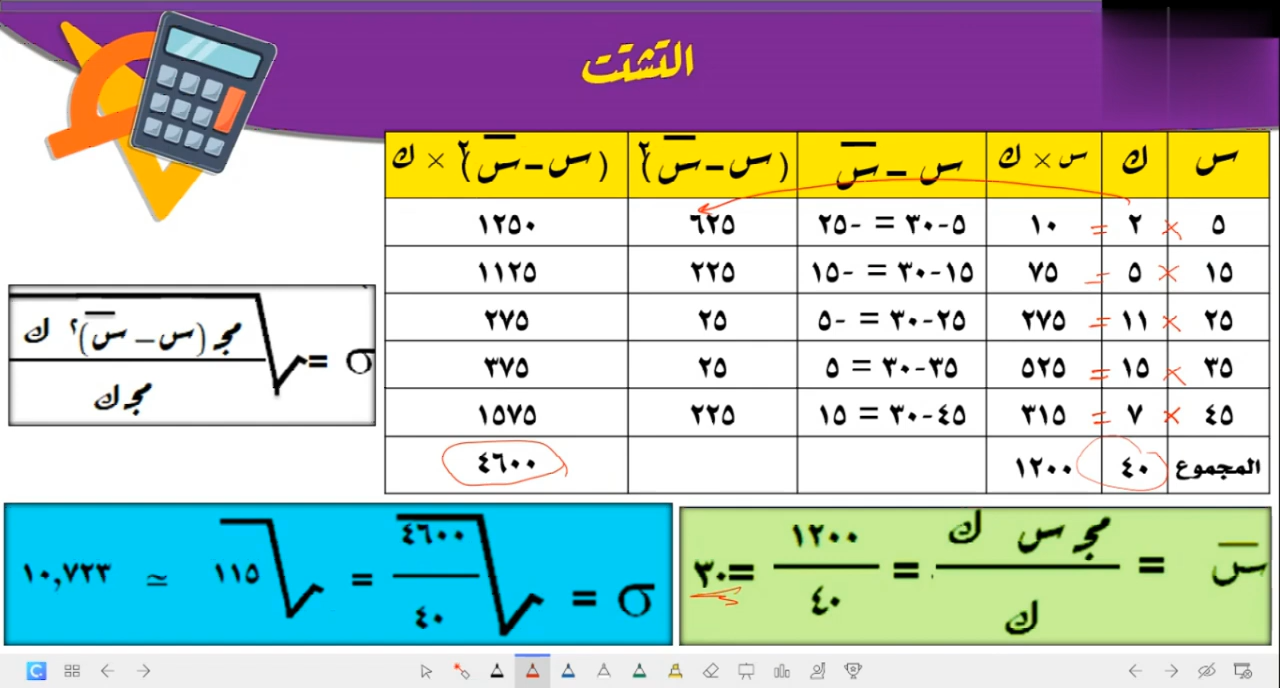 التشتت
س ك س × ك س – س̅ (س – س̅)٢ (س – س̅)٢ × ك
٥ × ٢ = ١٠ ٥-٣٠ = -٢٥ ٦٢٥ ١٢٥٠
١٥ × ٥ = ٧٥ ١٥-٣٠ = -١٥ ٢٢٥ ١١٢٥
٢٥ × ١١ = ٢٧٥ ٢٥-٣٠ = -٥ ٢٥ ٢٧٥
٣٥ × ١٥ = ٥٢٥ ٣٥-٣٠ = ٥ ٢٥ ٣٧٥
٤٥ × ٧ = ٣١٥ ٤٥-٣٠ = ١٥ ٢٢٥ ١٥٧٥
المجموع ٤٠ ١٢٠٠ ٤٦٠٠
σ = √ مجـ (س – س̅)٢ ك
مجـ ك
س̅ = مجـ س ك / ك = ١٢٠٠ / ٤٠ = ٣٠
σ = √ ٤٦٠٠ / ٤٠ = √ ١١٥ ≃ ١٠,٧٢٣